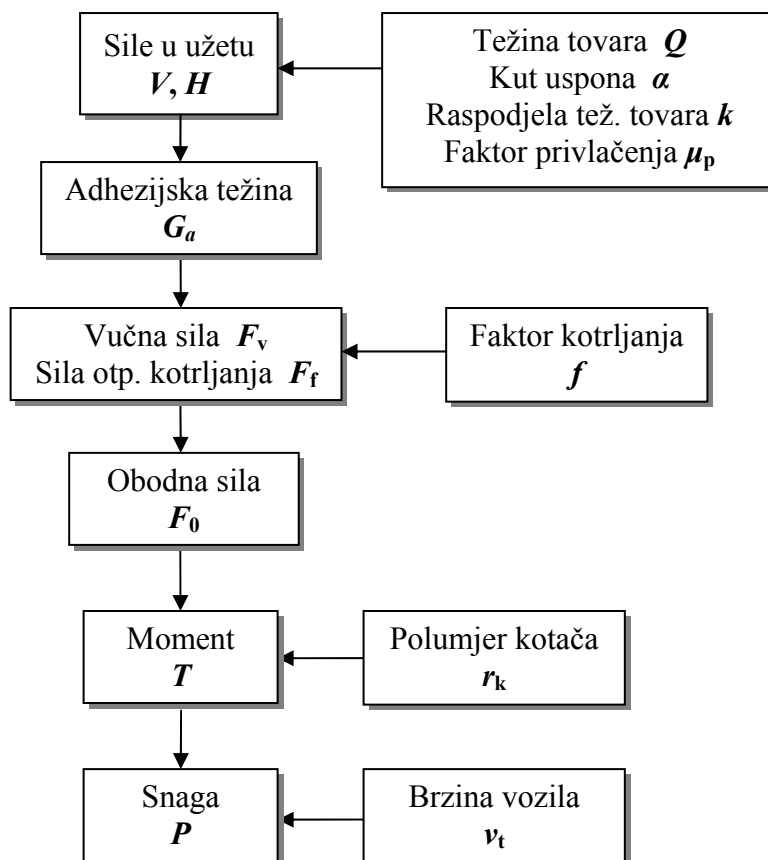 Sile u užetu
V, H
Težina tovara Q
Kut uspona α
Raspodjela tež. tovara k
Faktor privlačenja μp
Adhezijska težina
Ga
Vučna sila Fv
Sila otp. kotrljanja Ff
Faktor kotrljanja
f
Obodna sila
F0
Moment
T
Polumjer kotača
rk
Snaga
P
Brzina vozila
vt